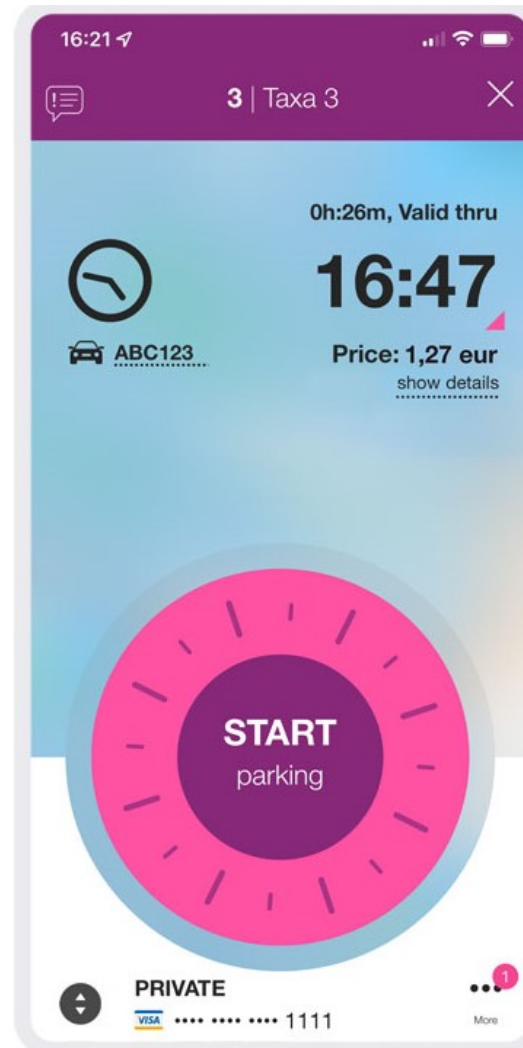 16:21
3 | Taxa 3
0h:26m, Valid thru
16:47
ABC123
Price: 1,27 eur
show details
START
parking
PRIVATE
VISA •••• •••• •••• 1111
1
More